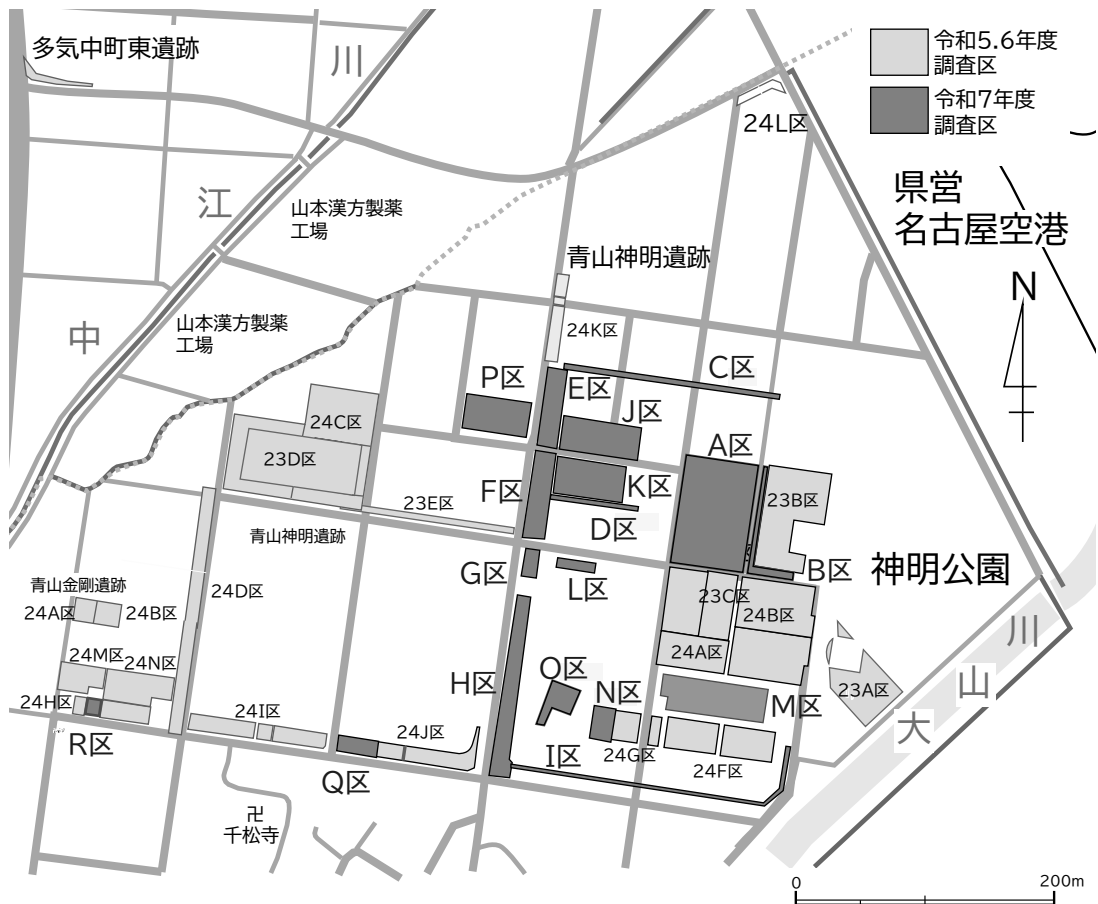 多気中町東遺跡
川
令和5.6年度
調査区
令和7年度
調査区
24L区
県営
名古屋空港
江
山本漢方製薬
工場
青山神明遺跡
N
中
山本漢方製薬
工場
24K区
C区
P区
E区
J区
24C区
A区
23D区
K区
F区
23B区
23E区
D区
青山神明遺跡
G区
L区
B区
神明公園
青山金剛遺跡
24D区
23C区
24A区
24B区
24B区
川
24M区
24N区
24A区
O区
H区
N区
M区
23A区
山
24H区
24I区
24J区
大
R区
I区
24G区
24F区
Q区
卍
千松寺
0
200m